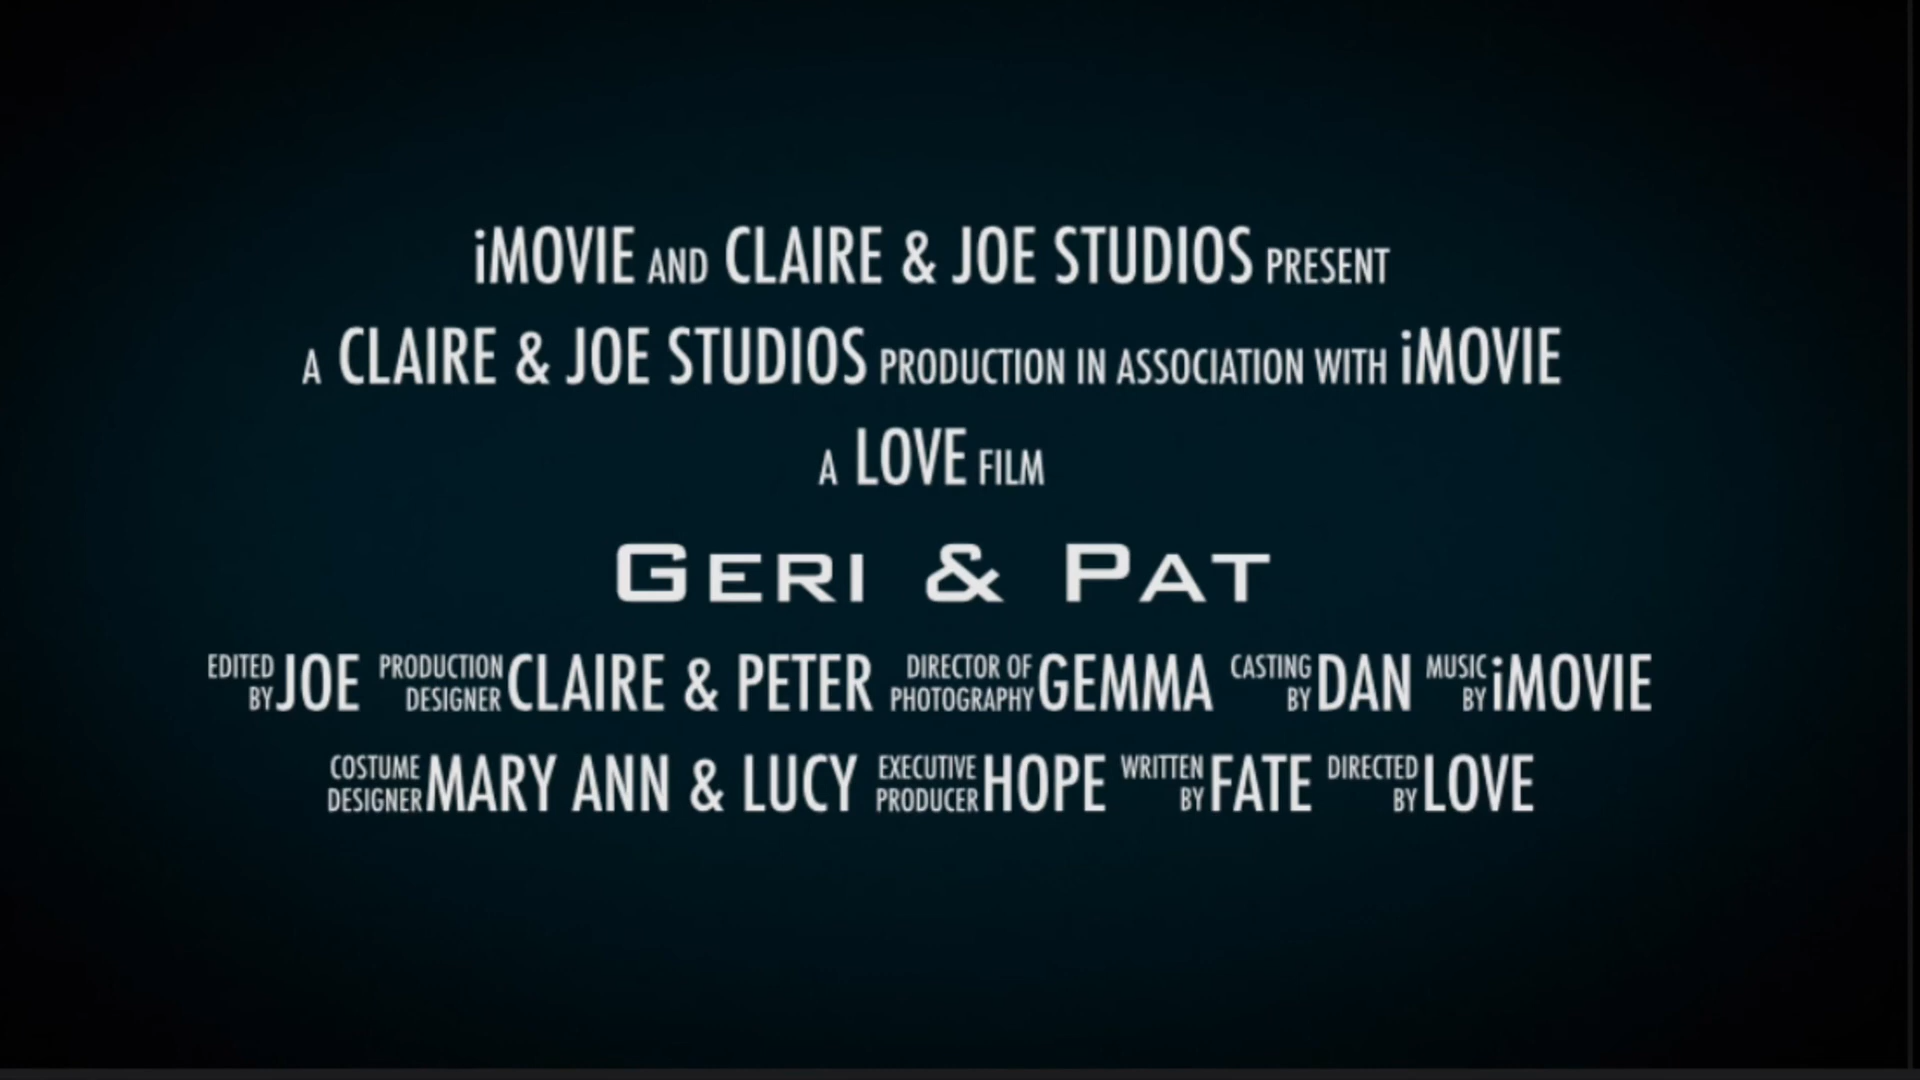 iMOVIE AND CLAIRE & JOE STUDIOS PRESENT
A CLAIRE & JOE STUDIOS PRODUCTION IN ASSOCIATION WITH iMOVIE
A LOVE FILM
GERI & PAT
EDITED BY JOE PRODUCTION DESIGNER CLAIRE & PETER DIRECTOR OF PHOTOGRAPHY GEMMA CASTING BY DAN MUSIC BY iMOVIE
COSTUME DESIGNER MARY ANN & LUCY EXECUTIVE PRODUCER HOPE WRITTEN BY FATE DIRECTED BY LOVE